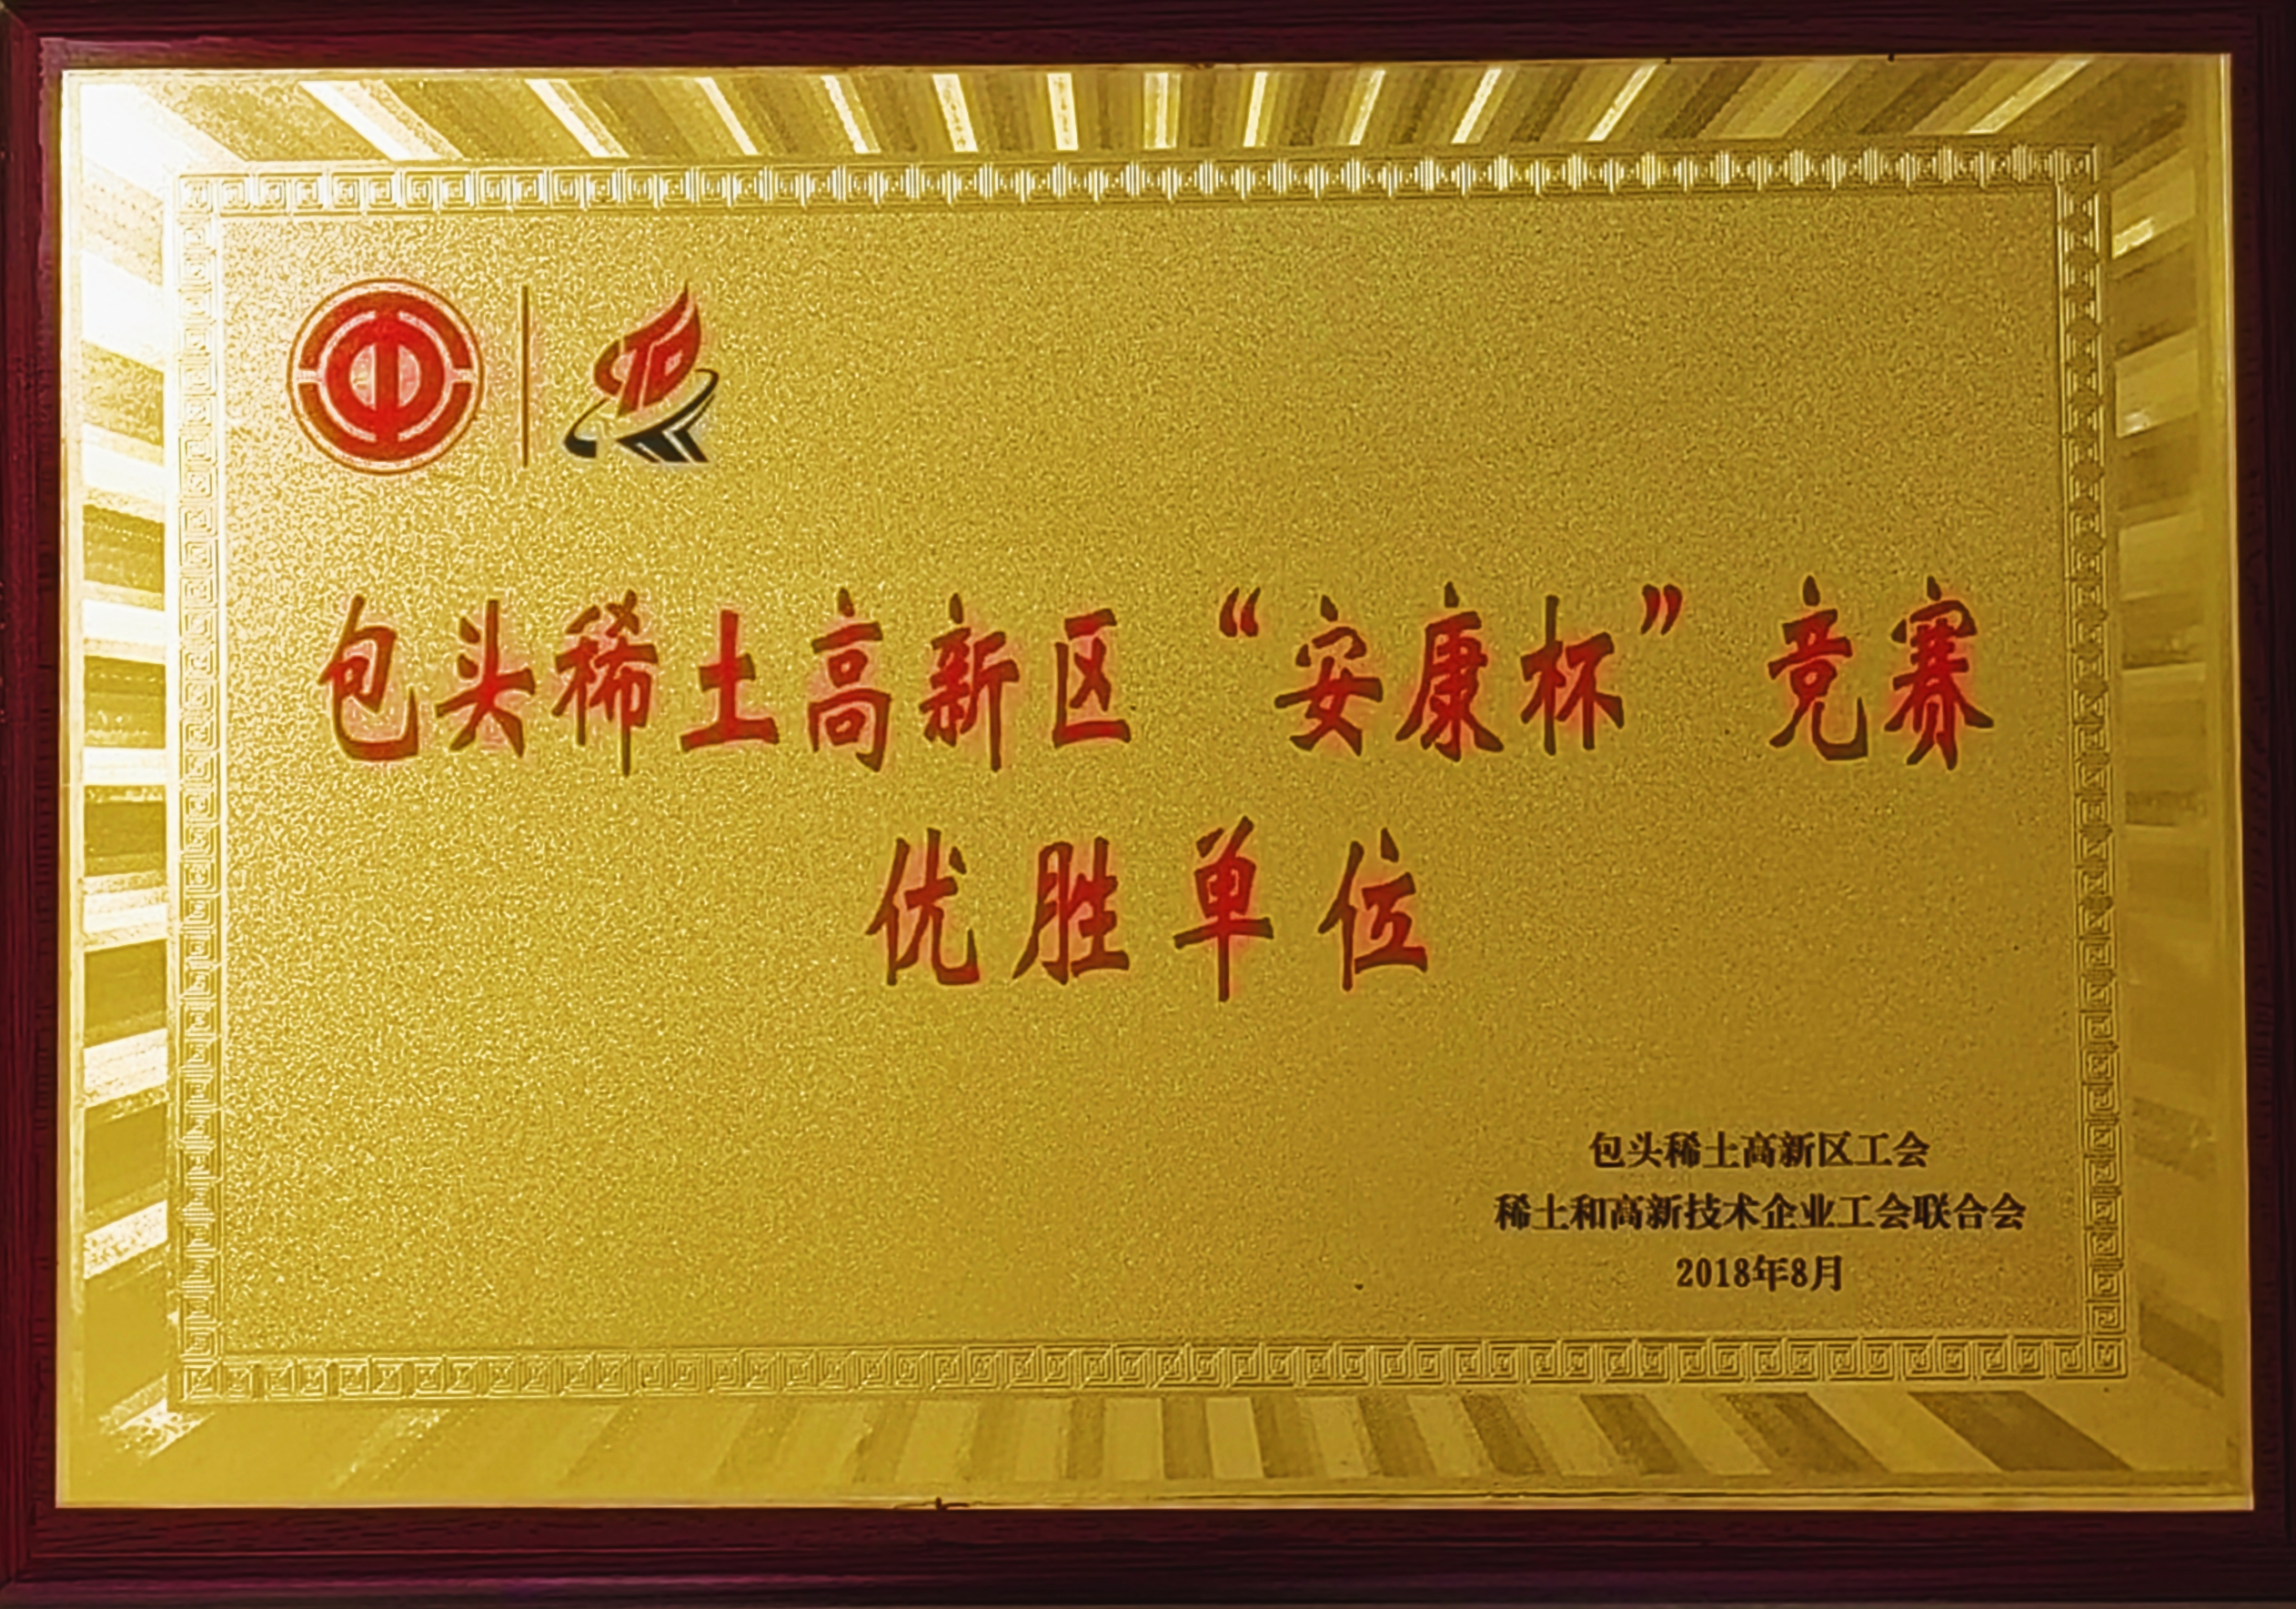 包头稀土高新区“安康杯”竞赛
优胜单位
包头稀土高新区工会
稀土和高新技术企业工会联合会
2018年8月